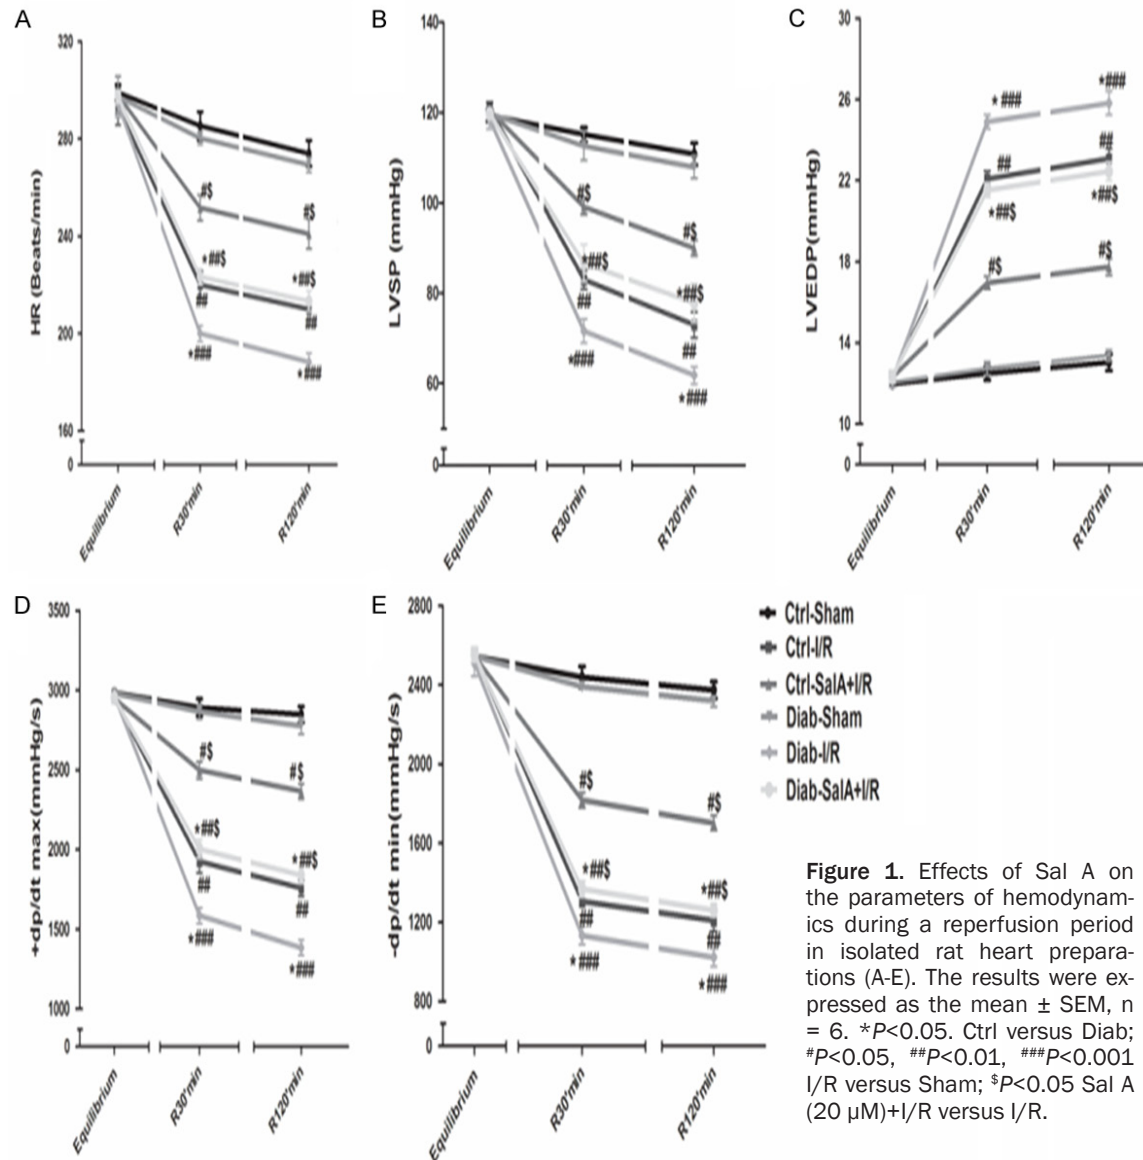 A
HR (Beats/min)
320
280
240
200
160
0
#$
#$
*##$
*##$
##
##
*###
*###
Equilibrium
R30'min
R120'min
B
LVSP (mmHg)
140
120
100
80
60
0
#$
#$
*##$
*##$
##
##
*###
*###
Equilibrium
R30'min
R120'min
C
LVEDP(mmHg)
30
26
22
18
14
10
0
*###
*###
##
##
*##$
*##$
#$
#$
Equilibrium
R30'min
R120'min
D
+dp/dt max(mmHg/s)
3500
3000
2500
2000
1500
1000
0
#$
#$
*##$
*##$
##
##
*###
*###
Equilibrium
R30'min
R120'min
E
-dp/dt min(mmHg/s)
2800
2400
2000
1600
1200
800
0
#$
#$
*##$
*##$
##
##
*###
*###
Equilibrium
R30'min
R120'min
Ctrl-Sham
Ctrl-I/R
Ctrl-SalA+I/R
Diab-Sham
Diab-I/R
Diab-SalA+I/R
Figure 1. Effects of Sal A on
the parameters of hemodynam-
ics during a reperfusion period
in isolated rat heart prepara-
tions (A-E). The results were ex-
pressed as the mean ± SEM, n
= 6. *P<0.05. Ctrl versus Diab;
#P<0.05, ##P<0.01, ###P<0.001
I/R versus Sham; $P<0.05 Sal A
(20 µM)+I/R versus I/R.